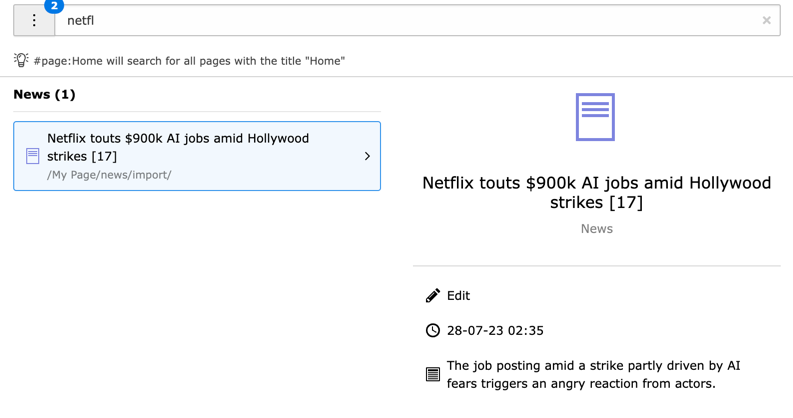 2
netfl
#page:Home will search for all pages with the title "Home"
News (1)
Netflix touts $900k AI jobs amid Hollywood
strikes [17]
/My Page/news/import/
Netflix touts $900k AI jobs amid Hollywood
strikes [17]
News
Edit
28-07-23 02:35
The job posting amid a strike partly driven by AI
fears triggers an angry reaction from actors.